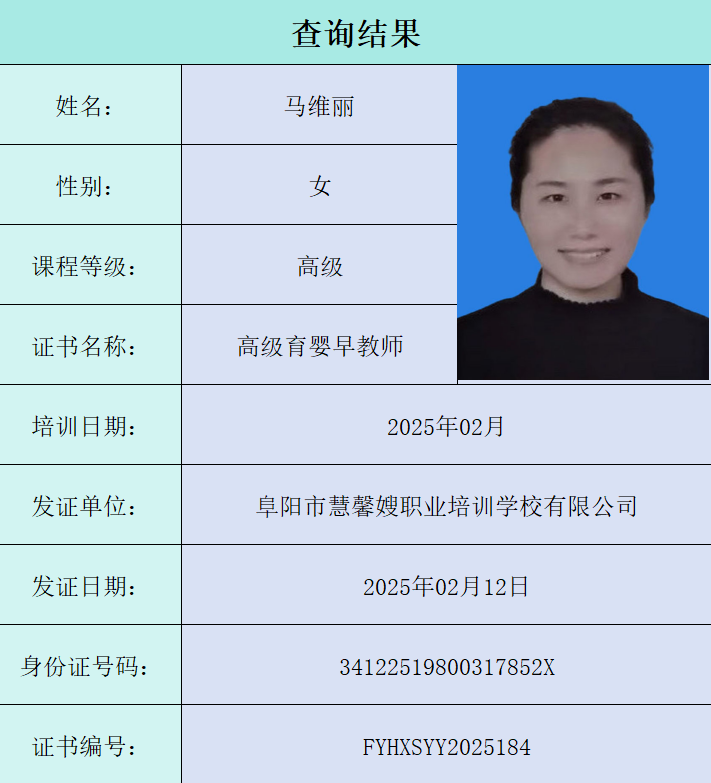 查询结果
姓名： 马维丽
性别： 女
课程等级： 高级
证书名称： 高级育婴早教师
培训日期： 2025年02月
发证单位： 阜阳市慧馨嫂职业培训学校有限公司
发证日期： 2025年02月12日
身份证号码： 34122519800317852X
证书编号： FYHXSYY2025184